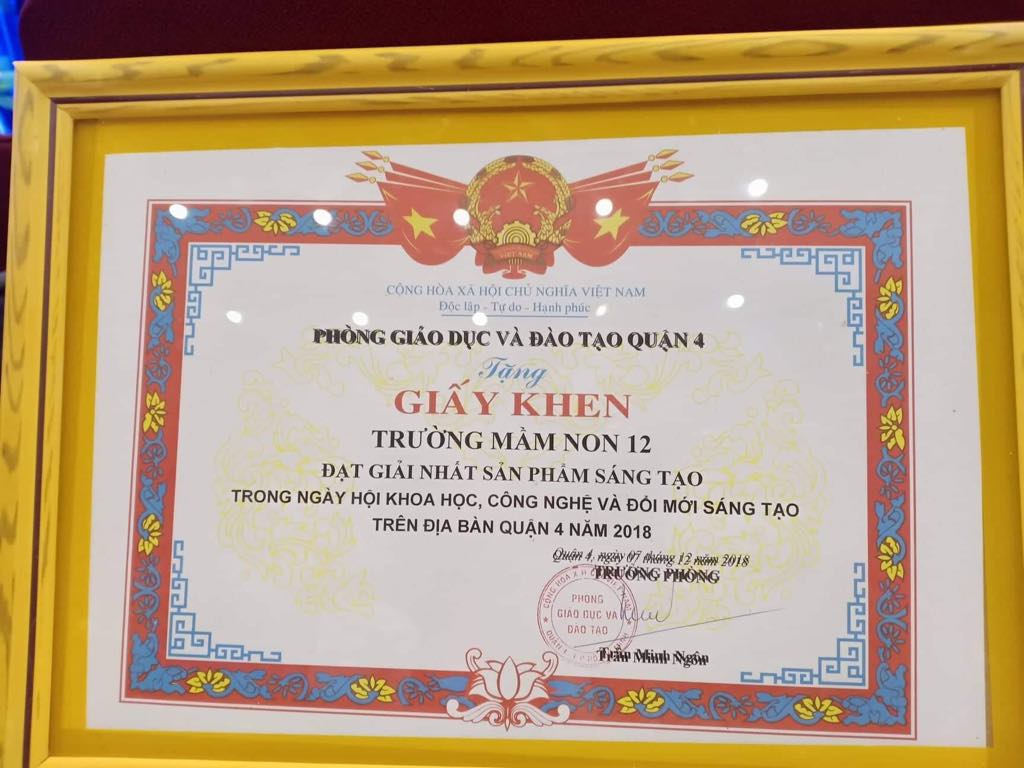 VIỆT NAM
CỘNG HÒA XÃ HỘI CHỦ NGHĨA VIỆT NAM
Độc lập - Tự do - Hạnh phúc
PHÒNG GIÁO DỤC VÀ ĐÀO TẠO QUẬN 4
Tặng
GIẤY KHEN
TRƯỜNG MẦM NON 12
ĐẠT GIẢI NHẤT SẢN PHẨM SÁNG TẠO
TRONG NGÀY HỘI KHOA HỌC, CÔNG NGHỆ VÀ ĐỔI MỚI SÁNG TẠO
TRÊN ĐỊA BÀN QUẬN 4 NĂM 2018
Quận 4, ngày 07 tháng 12 năm 2018
TRƯỞNG PHÒNG
PHÒNG
GIÁO DỤC VÀ
ĐÀO TẠO
Trần Minh Ngôn